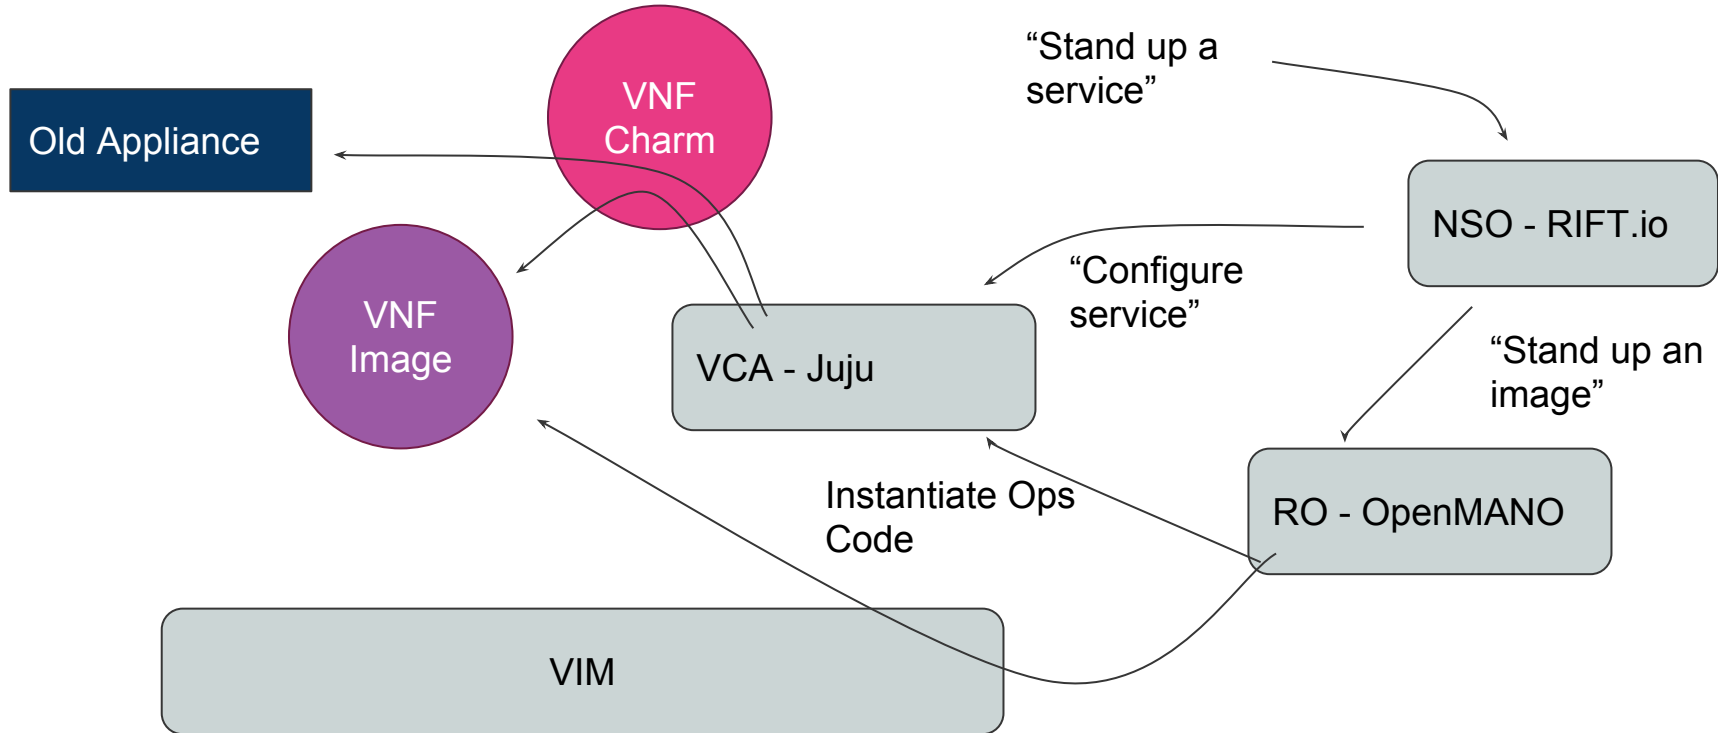 “Stand up a
service”
VNF
Charm
Old Appliance
NSO - RIFT.io
“Configure
service”
VNF
Image
VCA - Juju
“Stand up an
image”
Instantiate Ops
Code
RO - OpenMANO
VIM